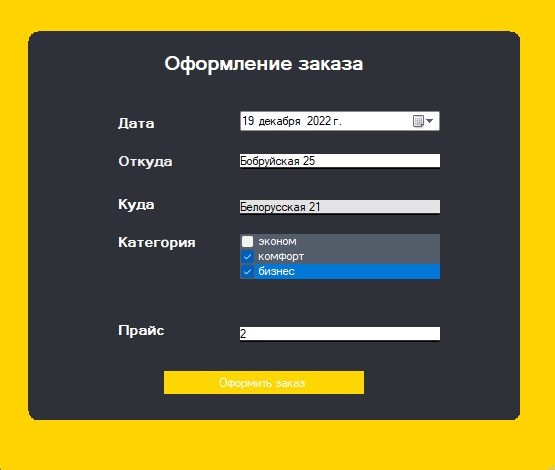 Оформление заказа
Дата 19 декабря 2022 г.
Откуда Бобруйская 25
Куда Белорусская 21
Категория эконом
комфорт
бизнес
Прайс 2
Оформить заказ